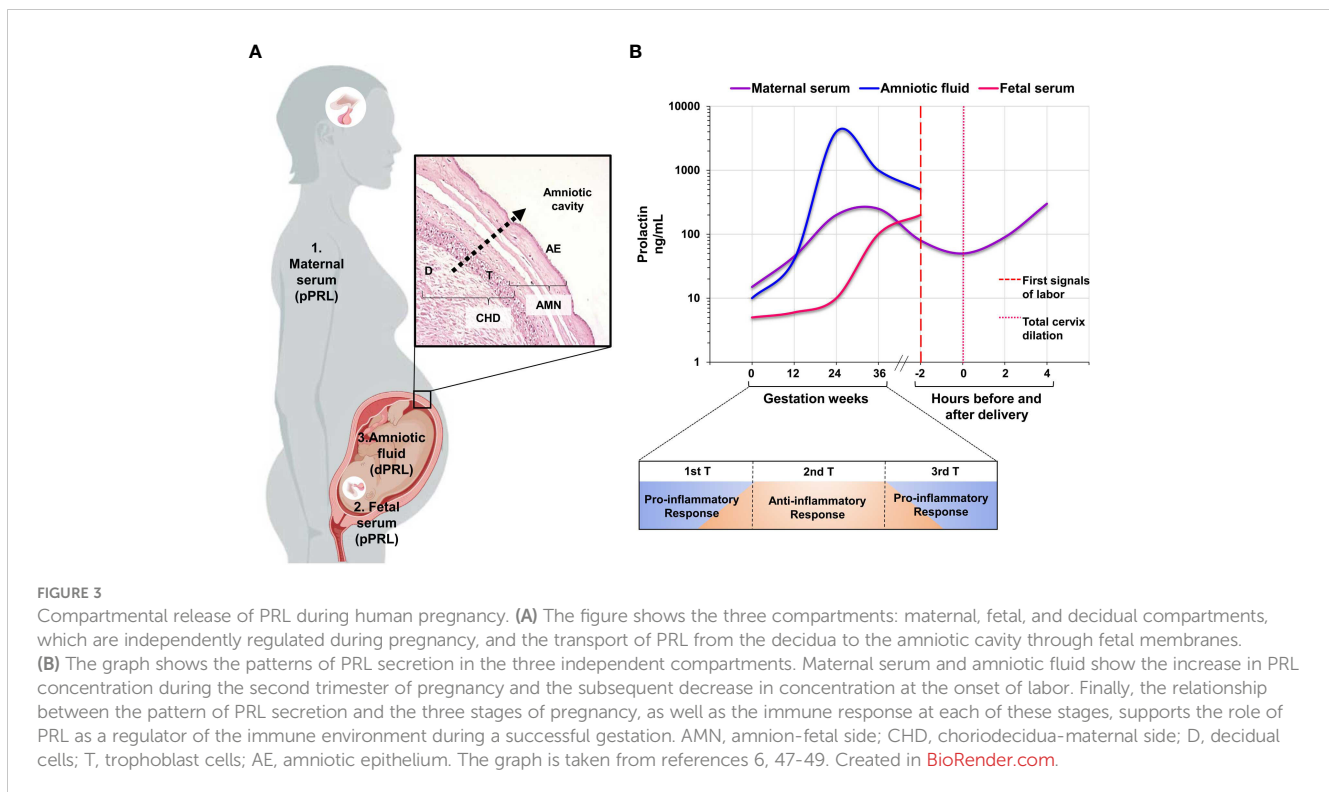 A
1.
Maternal
serum
(pPRL)
3.Amniotic
fluid
(dPRL)
2. Fetal
serum
(pPRL)
Amniotic
cavity
AE
D
T
AMN
CHD
B
Maternal serum Amniotic fluid Fetal serum
10000
1000
100
10
1
Prolactin
ng/mL
First signals
of labor
Total cervix
dilation
0 12 24 36 // -2 0 2 4
Gestation weeks
Hours before and
after delivery
1st T 2nd T 3rd T
Pro-inflammatory
Response
Anti-inflammatory
Response
Pro-inflammatory
Response
FIGURE 3
Compartmental release of PRL during human pregnancy. (A) The figure shows the three compartments: maternal, fetal, and decidual compartments,
which are independently regulated during pregnancy, and the transport of PRL from the decidua to the amniotic cavity through fetal membranes.
(B) The graph shows the patterns of PRL secretion in the three independent compartments. Maternal serum and amniotic fluid show the increase in PRL
concentration during the second trimester of pregnancy and the subsequent decrease in concentration at the onset of labor. Finally, the relationship
between the pattern of PRL secretion and the three stages of pregnancy, as well as the immune response at each of these stages, supports the role of
PRL as a regulator of the immune environment during a successful gestation. AMN, amnion-fetal side; CHD, choriodecidua-maternal side; D, decidual
cells; T, trophoblast cells; AE, amniotic epithelium. The graph is taken from references 6, 47-49. Created in BioRender.com.